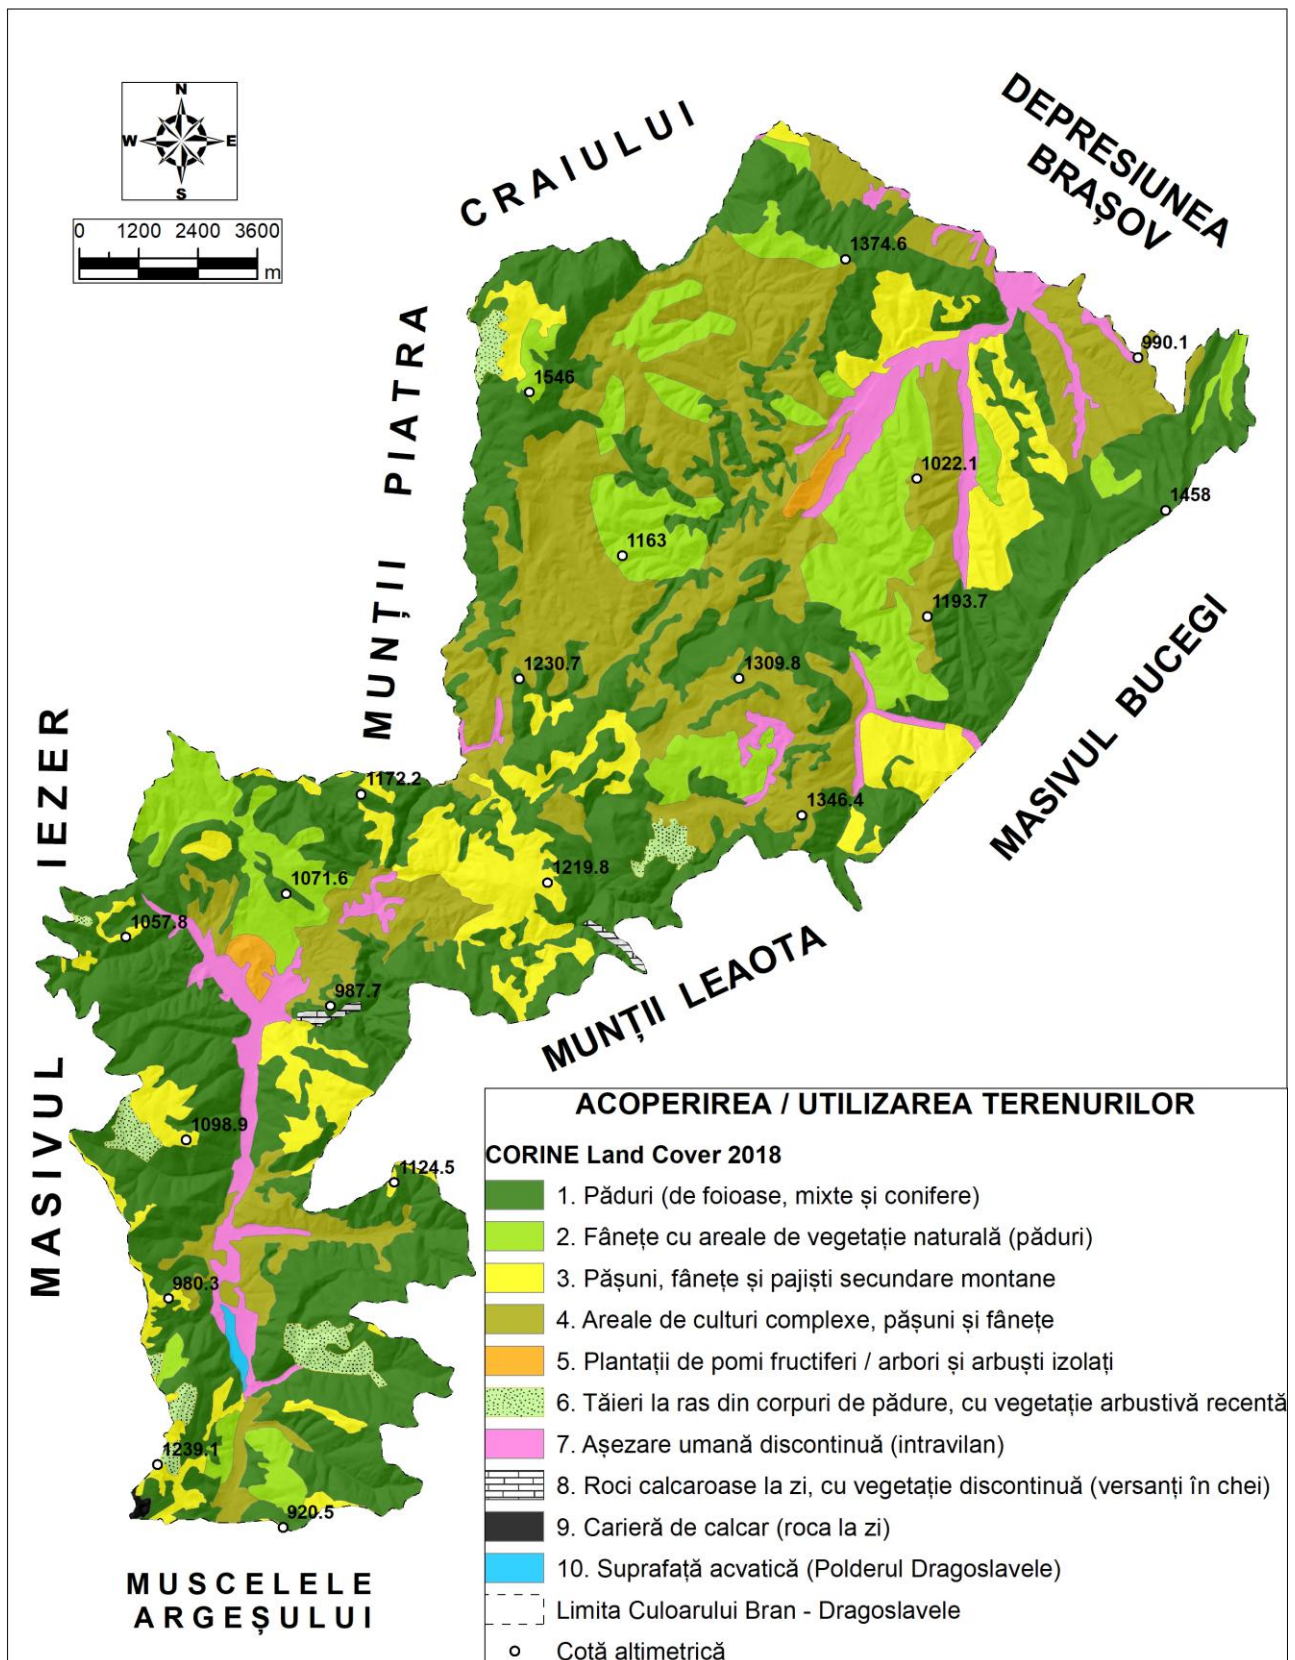 N
W E
S
0 1200 2400 3600
m
CRAIULUI
DEPRESIUNEA
BRAȘOV
MUNȚII PIATRA
MASIVUL IEZER
MASIVUL BUCEGI
MUNȚII LEAOTA
MUSCELELE
ARGEȘULUI
1374.6
990.1
1546
1022.1
1458
1163
1193.7
1230.7
1309.8
1172.2
1346.4
1219.8
1071.6
1057.8
987.7
1098.9
1124.5
980.3
1239.1
920.5
ACOPERIREA / UTILIZAREA TERENURILOR
CORINE Land Cover 2018
1. Păduri (de foioase, mixte și conifere)
2. Fânețe cu areale de vegetație naturală (păduri)
3. Pășuni, fânețe și pajiști secundare montane
4. Areale de culturi complexe, pășuni și fânețe
5. Plantații de pomi fructiferi / arbori și arbuști izolați
6. Tăieri la ras din corpuri de pădure, cu vegetație arbustivă recentă
7. Așezare umană discontinuă (intravilan)
8. Roci calcaroase la zi, cu vegetație discontinuă (versanți în chei)
9. Carieră de calcar (roca la zi)
10. Suprafață acvatică (Polderul Dragoslavele)
Limita Culoarului Bran - Dragoslavele
Cotă altimetrică